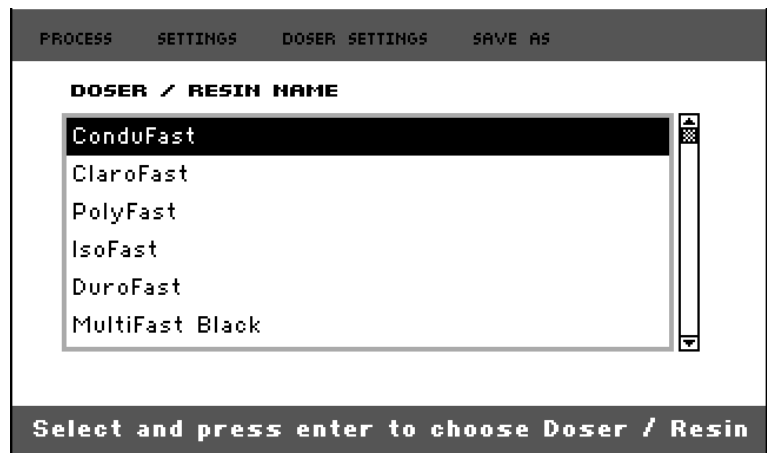 PROCESS SETTINGS DOSER SETTINGS SAVE AS
DOSER / RESIN NAME
ConduFast
ClaroFast
PolyFast
IsoFast
DuroFast
MultiFast Black
Select and press enter to choose Doser / Resin